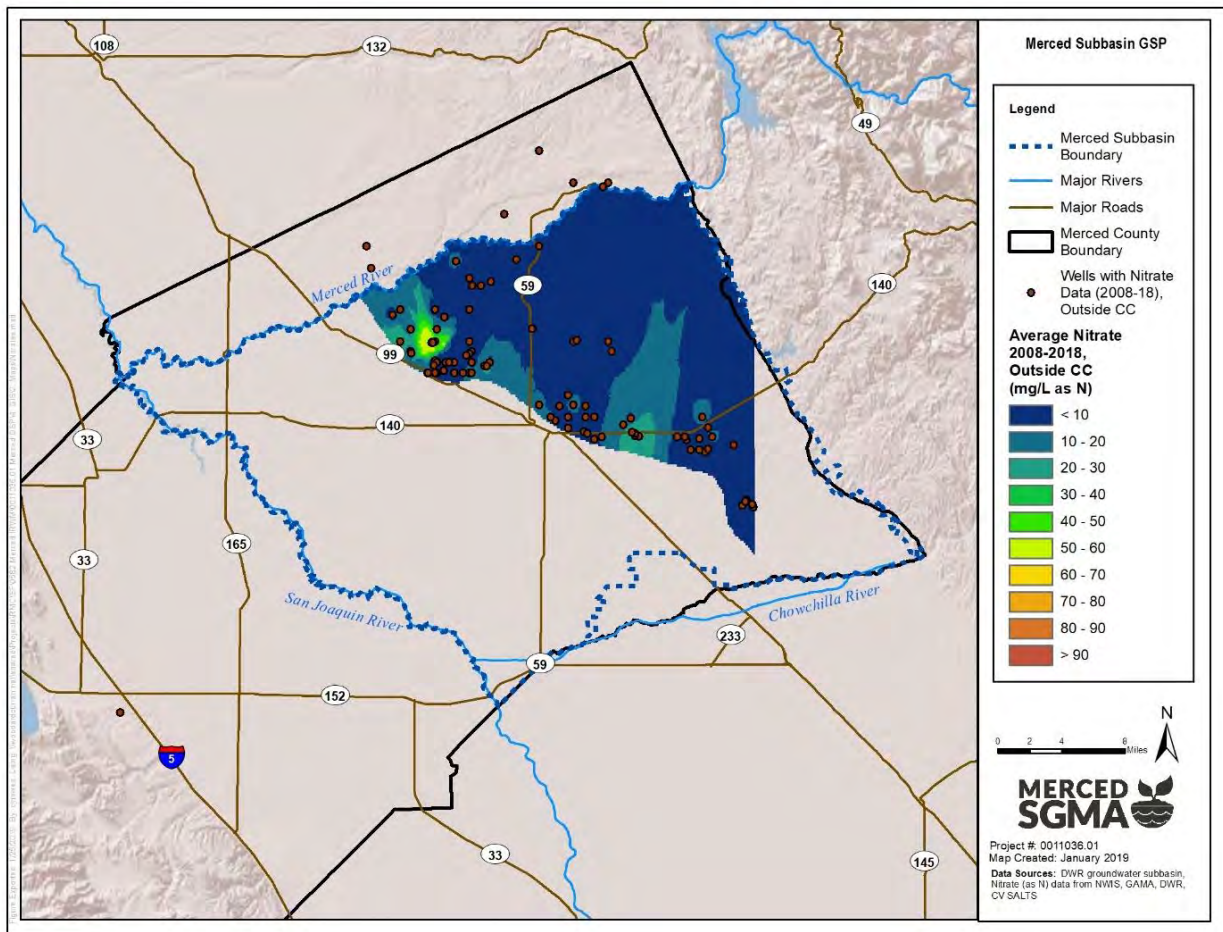 Merced Subbasin GSP
Legend
Merced Subbasin
Boundary
Major Rivers
Major Roads
Merced County
Boundary
Wells with Nitrate
Data (2008-18),
Outside CC
Average Nitrate
2008-2018,
Outside CC
(mg/L as N)
< 10
10 - 20
20 - 30
30 - 40
40 - 50
50 - 60
60 - 70
70 - 80
80 - 90
> 90
N
0 2 4 8
Miles
MERCED
SGMA
Project #: 0011036.01
Map Created: January 2019
Data Sources: DWR groundwater subbasin,
Nitrate (as N) data from NWIS, GAMA, DWR,
CV SALTS
108
132
49
Merced River
59
140
99
140
33
165
33
San Joaquin River
Chowchilla River
233
59
152
5
33
145